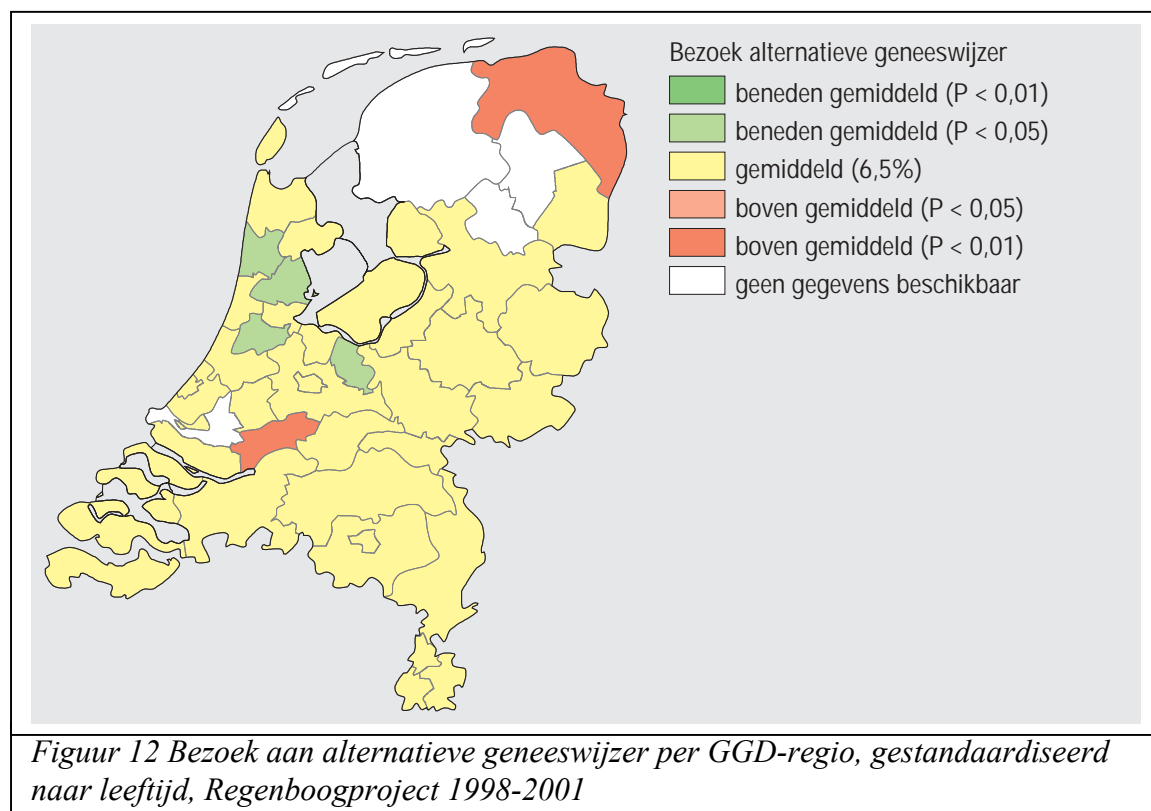 Bezoek alternatieve geneeswijzer
beneden gemiddeld (P < 0,01)
beneden gemiddeld (P < 0,05)
gemiddeld (6,5%)
boven gemiddeld (P < 0,05)
boven gemiddeld (P < 0,01)
geen gegevens beschikbaar
Figuur 12 Bezoek aan alternatieve geneeswijzer per GGD-regio, gestandaardiseerd
naar leeftijd, Regenboogproject 1998-2001